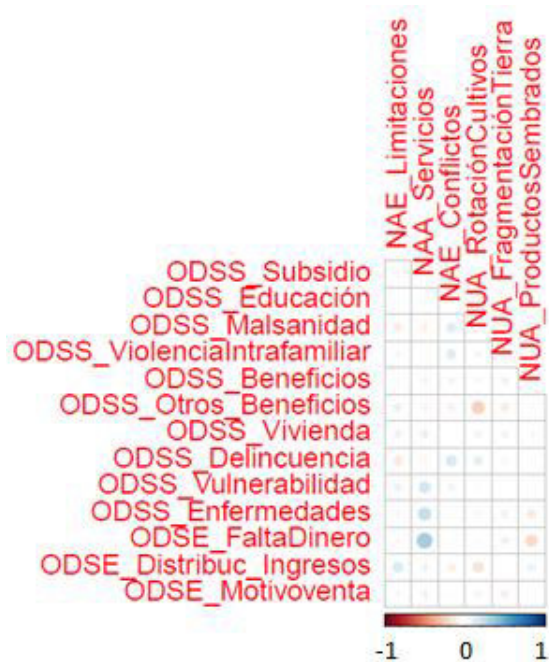 NAE_Limitaciones
NAA_Servicios
NAE_Conflictos
NUA_RotaciónCultivos
NUA_FragmentaciónTierra
NUA_ProductosSembrados
ODSS_Subsidio
ODSS_Educación
ODSS_Malsanidad
ODSS_ViolenciaIntrafamiliar
ODSS_Beneficios
ODSS_Otros_Beneficios
ODSS_Vivienda
ODSS_Delincuencia
ODSS_Vulnerabilidad
ODSS_Enfermedades
ODSE_FaltaDinero
ODSE_Distribuc_Ingresos
ODSE_Motivoventa
-1 0 1